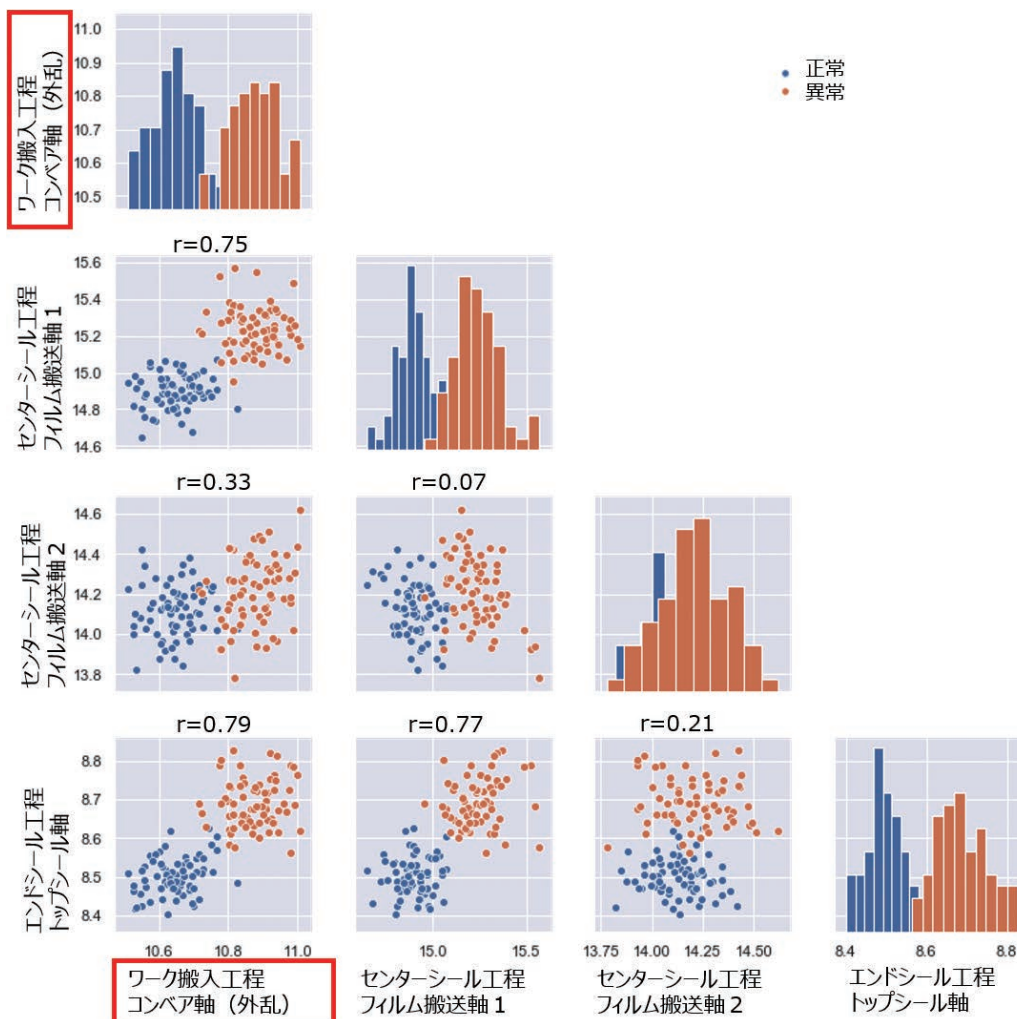 ワーク搬入工程
コンベア軸（外乱）
11.0
10.9
10.8
10.7
10.6
10.5
正常
異常
r=0.75
センターシール工程
フィルム搬送軸1
15.6
15.4
15.2
15.0
14.8
14.6
r=0.33
r=0.07
センターシール工程
フィルム搬送軸2
14.6
14.4
14.2
14.0
13.8
r=0.79
r=0.77
r=0.21
エンドシール工程
トップシール軸
8.8
8.7
8.6
8.5
8.4
10.6 10.8 11.0
15.0 15.5
13.75 14.00 14.25 14.50
8.4 8.6 8.8
ワーク搬入工程
コンベア軸（外乱）
センターシール工程
フィルム搬送軸1
センターシール工程
フィルム搬送軸2
エンドシール工程
トップシール軸